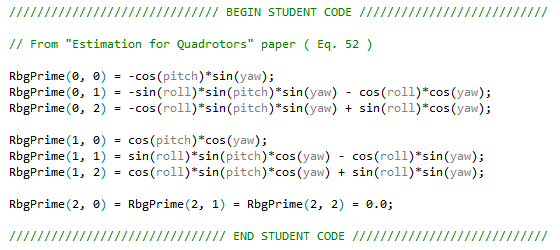 ////////////////////////////// BEGIN STUDENT CODE ///////////////////////////
// From "Estimation for Quadrotors" paper ( Eq. 52 )
RbgPrime(0, 0) = -cos(pitch)*sin(yaw);
RbgPrime(0, 1) = -sin(roll)*sin(pitch)*sin(yaw) - cos(roll)*cos(yaw);
RbgPrime(0, 2) = -cos(roll)*sin(pitch)*sin(yaw) + sin(roll)*cos(yaw);
RbgPrime(1, 0) = cos(pitch)*cos(yaw);
RbgPrime(1, 1) = sin(roll)*sin(pitch)*cos(yaw) - cos(roll)*sin(yaw);
RbgPrime(1, 2) = cos(roll)*sin(pitch)*cos(yaw) + sin(roll)*sin(yaw);
RbgPrime(2, 0) = RbgPrime(2, 1) = RbgPrime(2, 2) = 0.0;
/////////////////////////////// END STUDENT CODE ////////////////////////////